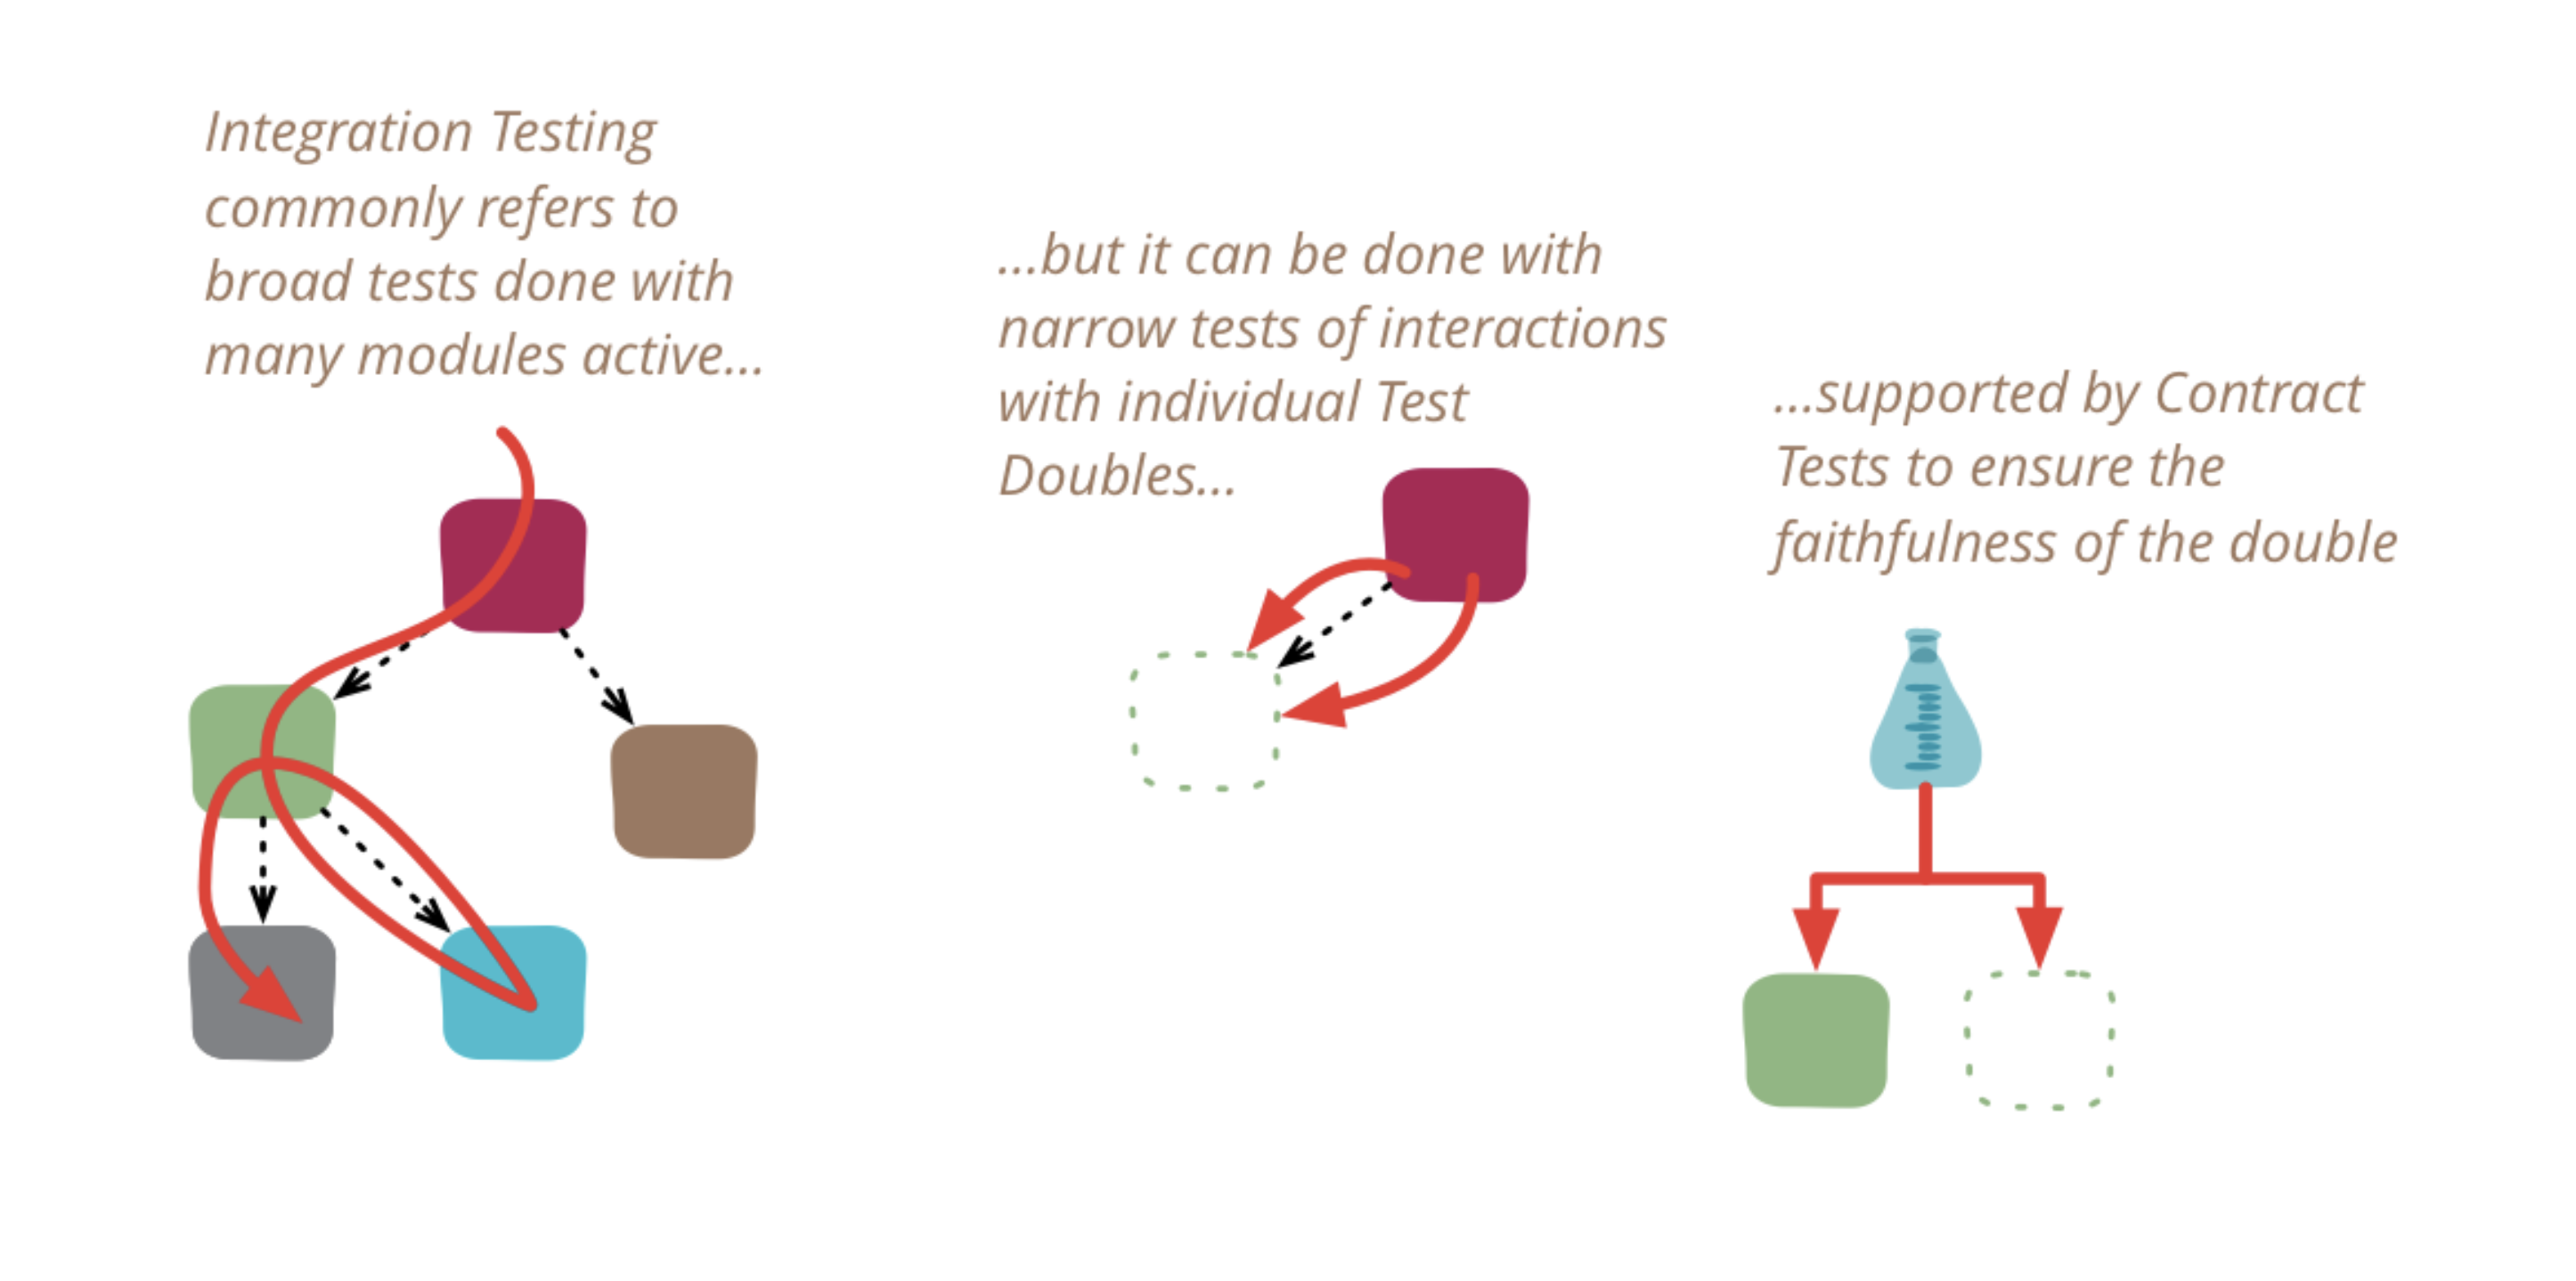 Integration Testing
commonly refers to
broad tests done with
many modules active...
...but it can be done with
narrow tests of interactions
with individual Test
Doubles...
...supported by Contract
Tests to ensure the
faithfulness of the double